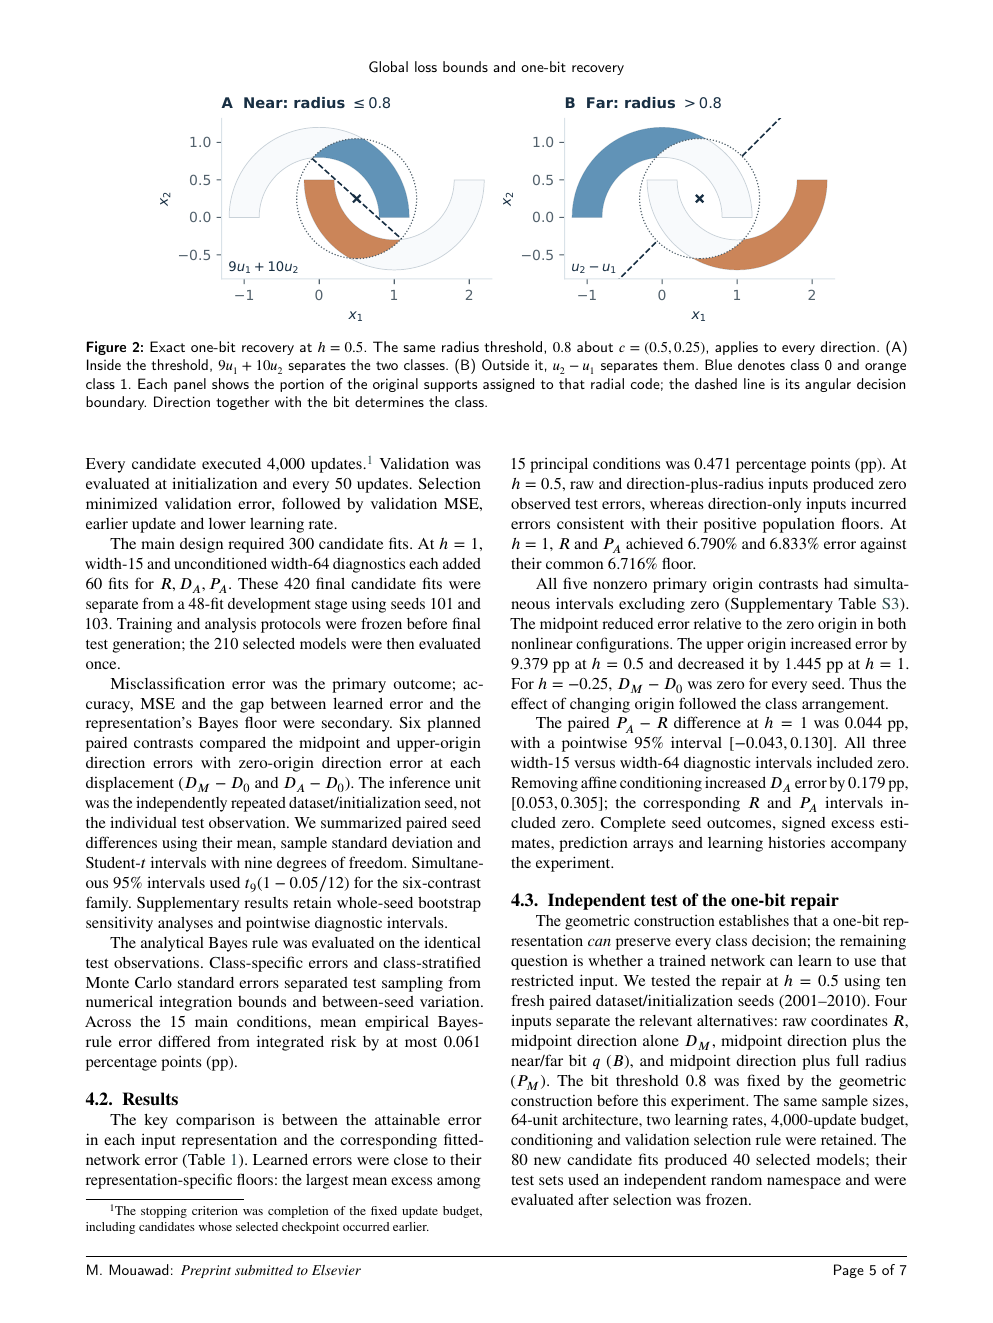 Global loss bounds and one-bit recovery
A Near: radius ≤ 0.8
B Far: radius > 0.8
1.0
0.5
0.0
−0.5
x₂
9u₁ + 10u₂
−1 0 1 2
x₁
1.0
0.5
0.0
−0.5
x₂
u₂ − u₁
−1 0 1 2
x₁
Figure 2: Exact one-bit recovery at h = 0.5. The same radius threshold, 0.8 about c = (0.5, 0.25), applies to every direction. (A)
Inside the threshold, 9u₁ + 10u₂ separates the two classes. (B) Outside it, u₂ − u₁ separates them. Blue denotes class 0 and orange
class 1. Each panel shows the portion of the original supports assigned to that radial code; the dashed line is its angular decision
boundary. Direction together with the bit determines the class.
Every candidate executed 4,000 updates.¹ Validation was
evaluated at initialization and every 50 updates. Selection
minimized validation error, followed by validation MSE,
earlier update and lower learning rate.
The main design required 300 candidate fits. At h = 1,
width-15 and unconditioned width-64 diagnostics each added
60 fits for R, D_A, P_A. These 420 final candidate fits were
separate from a 48-fit development stage using seeds 101 and
103. Training and analysis protocols were frozen before final
test generation; the 210 selected models were then evaluated
once.
Misclassification error was the primary outcome; ac-
curacy, MSE and the gap between learned error and the
representation's Bayes floor were secondary. Six planned
paired contrasts compared the midpoint and upper-origin
direction errors with zero-origin direction error at each
displacement (D_M − D₀ and D_A − D₀). The inference unit
was the independently repeated dataset/initialization seed, not
the individual test observation. We summarized paired seed
differences using their mean, sample standard deviation and
Student-t intervals with nine degrees of freedom. Simultane-
ous 95% intervals used t₉(1 − 0.05/12) for the six-contrast
family. Supplementary results retain whole-seed bootstrap
sensitivity analyses and pointwise diagnostic intervals.
The analytical Bayes rule was evaluated on the identical
test observations. Class-specific errors and class-stratified
Monte Carlo standard errors separated test sampling from
numerical integration bounds and between-seed variation.
Across the 15 main conditions, mean empirical Bayes-
rule error differed from integrated risk by at most 0.061
percentage points (pp).
4.2. Results
The key comparison is between the attainable error
in each input representation and the corresponding fitted-
network error (Table 1). Learned errors were close to their
representation-specific floors: the largest mean excess among
¹The stopping criterion was completion of the fixed update budget,
including candidates whose selected checkpoint occurred earlier.
15 principal conditions was 0.471 percentage points (pp). At
h = 0.5, raw and direction-plus-radius inputs produced zero
observed test errors, whereas direction-only inputs incurred
errors consistent with their positive population floors. At
h = 1, R and P_A achieved 6.790% and 6.833% error against
their common 6.716% floor.
All five nonzero primary origin contrasts had simulta-
neous intervals excluding zero (Supplementary Table S3).
The midpoint reduced error relative to the zero origin in both
nonlinear configurations. The upper origin increased error by
9.379 pp at h = 0.5 and decreased it by 1.445 pp at h = 1.
For h = −0.25, D_M − D₀ was zero for every seed. Thus the
effect of changing origin followed the class arrangement.
The paired P_A − R difference at h = 1 was 0.044 pp,
with a pointwise 95% interval [−0.043, 0.130]. All three
width-15 versus width-64 diagnostic intervals included zero.
Removing affine conditioning increased D_A error by 0.179 pp,
[0.053, 0.305]; the corresponding R and P_A intervals in-
cluded zero. Complete seed outcomes, signed excess esti-
mates, prediction arrays and learning histories accompany
the experiment.
4.3. Independent test of the one-bit repair
The geometric construction establishes that a one-bit rep-
resentation can preserve every class decision; the remaining
question is whether a trained network can learn to use that
restricted input. We tested the repair at h = 0.5 using ten
fresh paired dataset/initialization seeds (2001–2010). Four
inputs separate the relevant alternatives: raw coordinates R,
midpoint direction alone D_M, midpoint direction plus the
near/far bit q (B), and midpoint direction plus full radius
(P_M). The bit threshold 0.8 was fixed by the geometric
construction before this experiment. The same sample sizes,
64-unit architecture, two learning rates, 4,000-update budget,
conditioning and validation selection rule were retained. The
80 new candidate fits produced 40 selected models; their
test sets used an independent random namespace and were
evaluated after selection was frozen.
M. Mouawad: Preprint submitted to Elsevier
Page 5 of 7